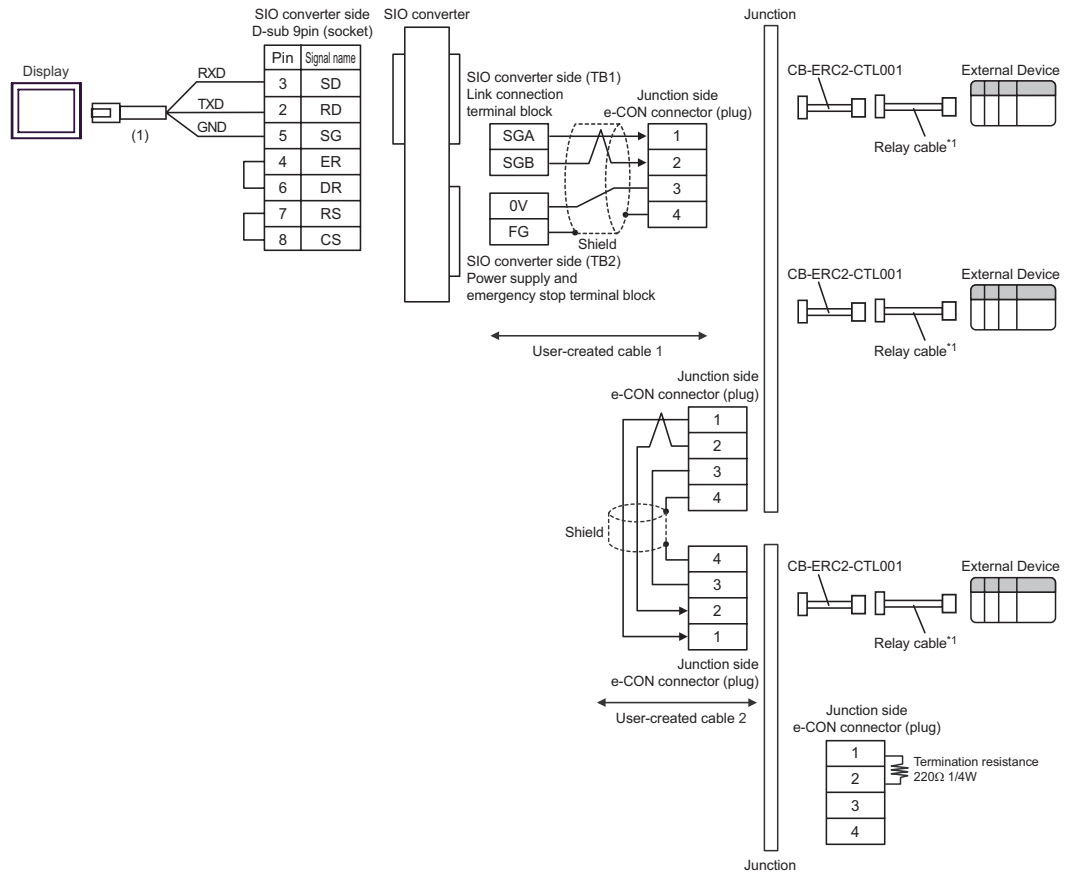 SIO converter side
D-sub 9pin (socket)
SIO converter
Junction
Display
(1)
RXD
TXD
GND
Pin Signal name
3 SD
2 RD
5 SG
4 ER
6 DR
7 RS
8 CS
SIO converter side (TB1)
Link connection
terminal block
SGA
SGB
0V
FG
Shield
Junction side
e-CON connector (plug)
1
2
3
4
SIO converter side (TB2)
Power supply and
emergency stop terminal block
User-created cable 1
CB-ERC2-CTL001
External Device
Relay cable*1
CB-ERC2-CTL001
External Device
Relay cable*1
Junction side
e-CON connector (plug)
1
2
3
4
Shield
4
3
2
1
Junction side
e-CON connector (plug)
User-created cable 2
CB-ERC2-CTL001
External Device
Relay cable*1
Junction side
e-CON connector (plug)
1
2
3
4
Termination resistance
220Ω 1/4W
Junction